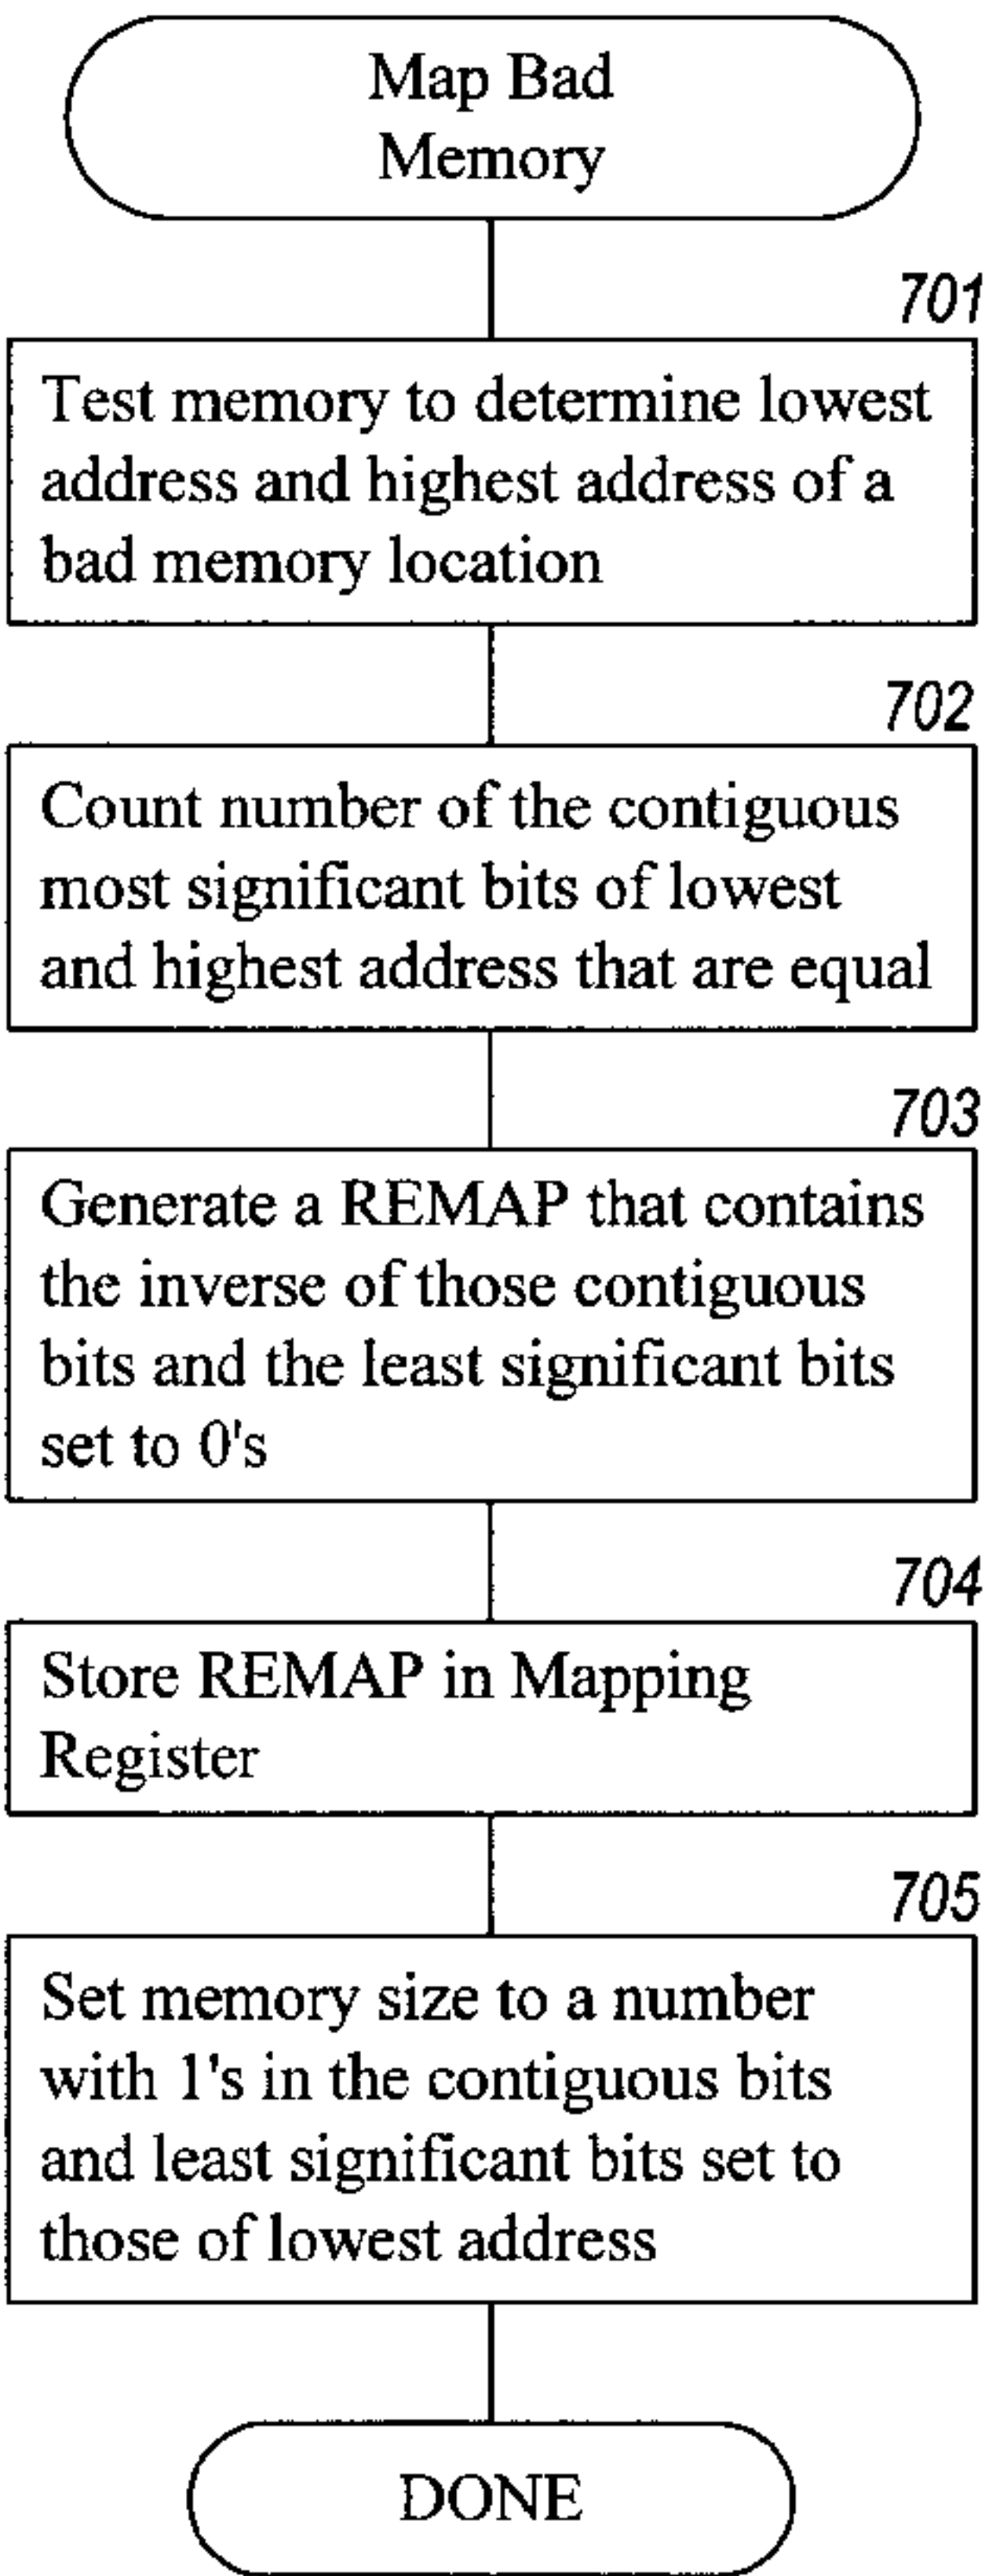 Map Bad
Memory
701
Test memory to determine lowest
address and highest address of a
bad memory location
702
Count number of the contiguous
most significant bits of lowest
and highest address that are equal
703
Generate a REMAP that contains
the inverse of those contiguous
bits and the least significant bits
set to 0's
704
Store REMAP in Mapping
Register
705
Set memory size to a number
with 1's in the contiguous bits
and least significant bits set to
those of lowest address
DONE